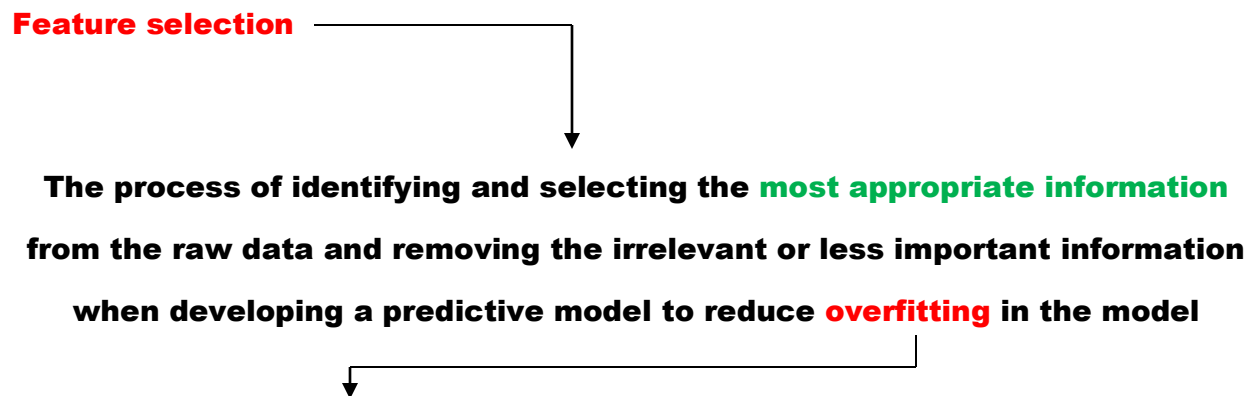 Feature selection
The process of identifying and selecting the most appropriate information
from the raw data and removing the irrelevant or less important information
when developing a predictive model to reduce overfitting in the model